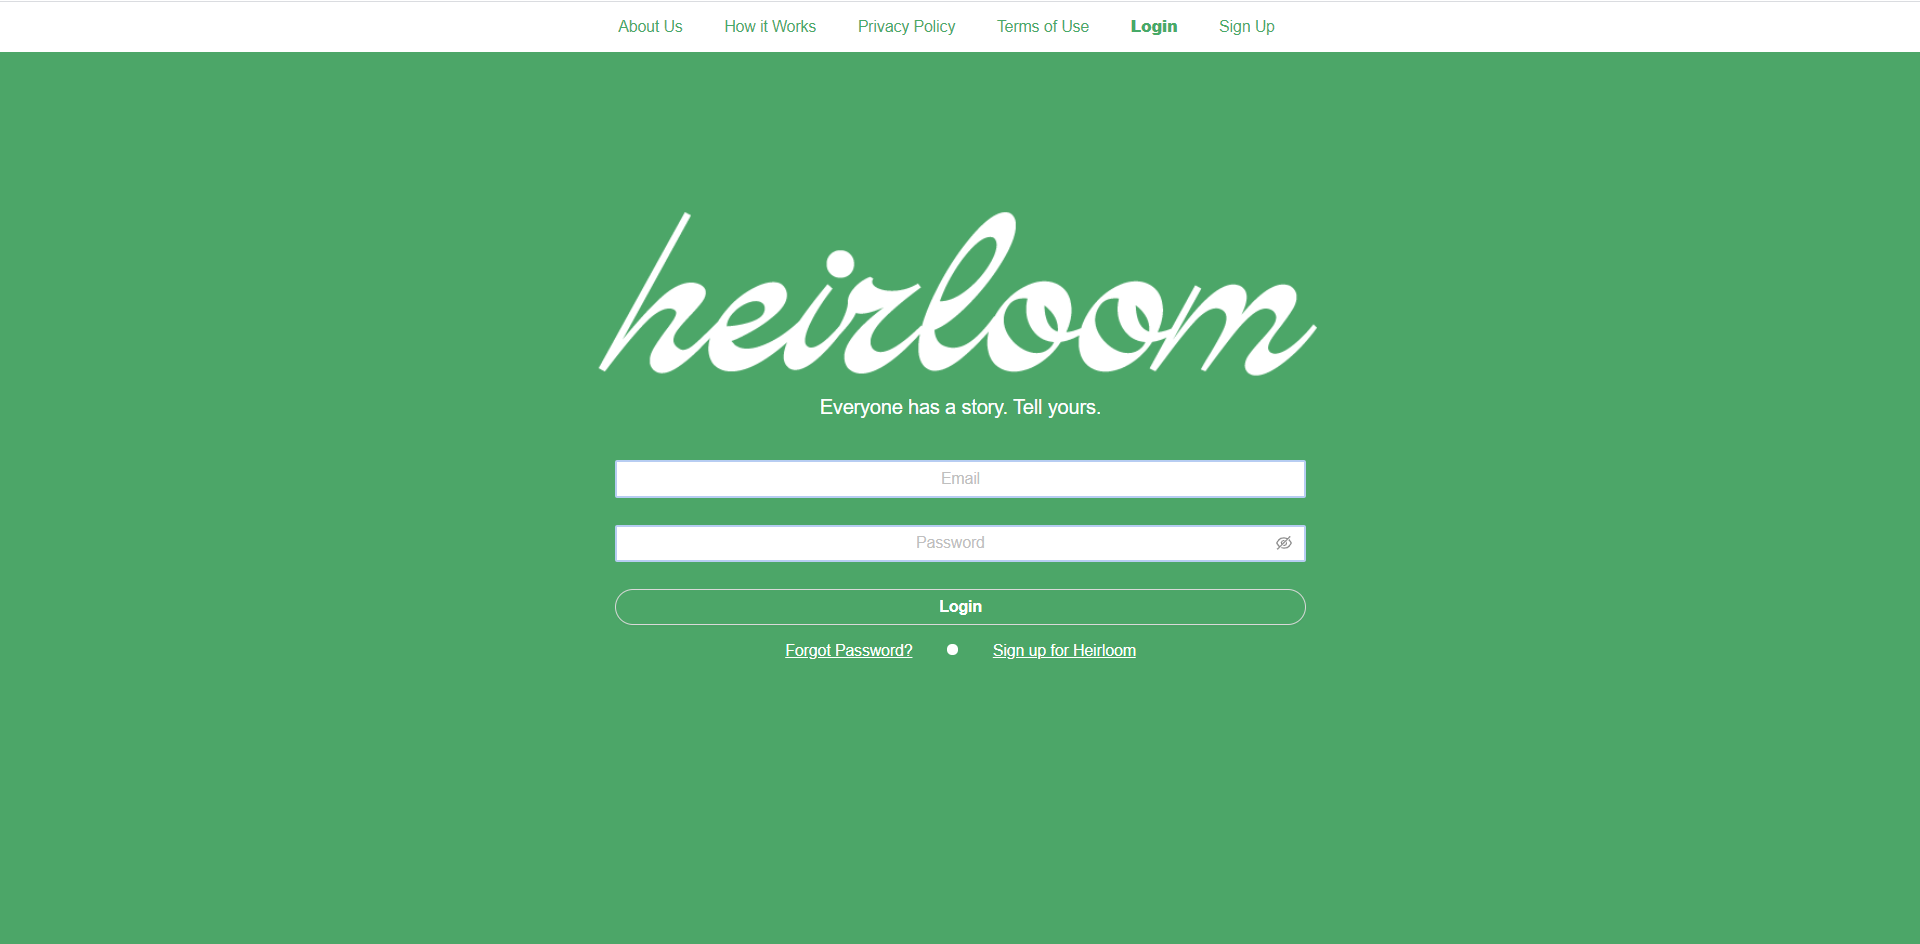 About Us How it Works Privacy Policy Terms of Use Login Sign Up
heirloom
Everyone has a story. Tell yours.
Email
Password
Login
Forgot Password? Sign up for Heirloom